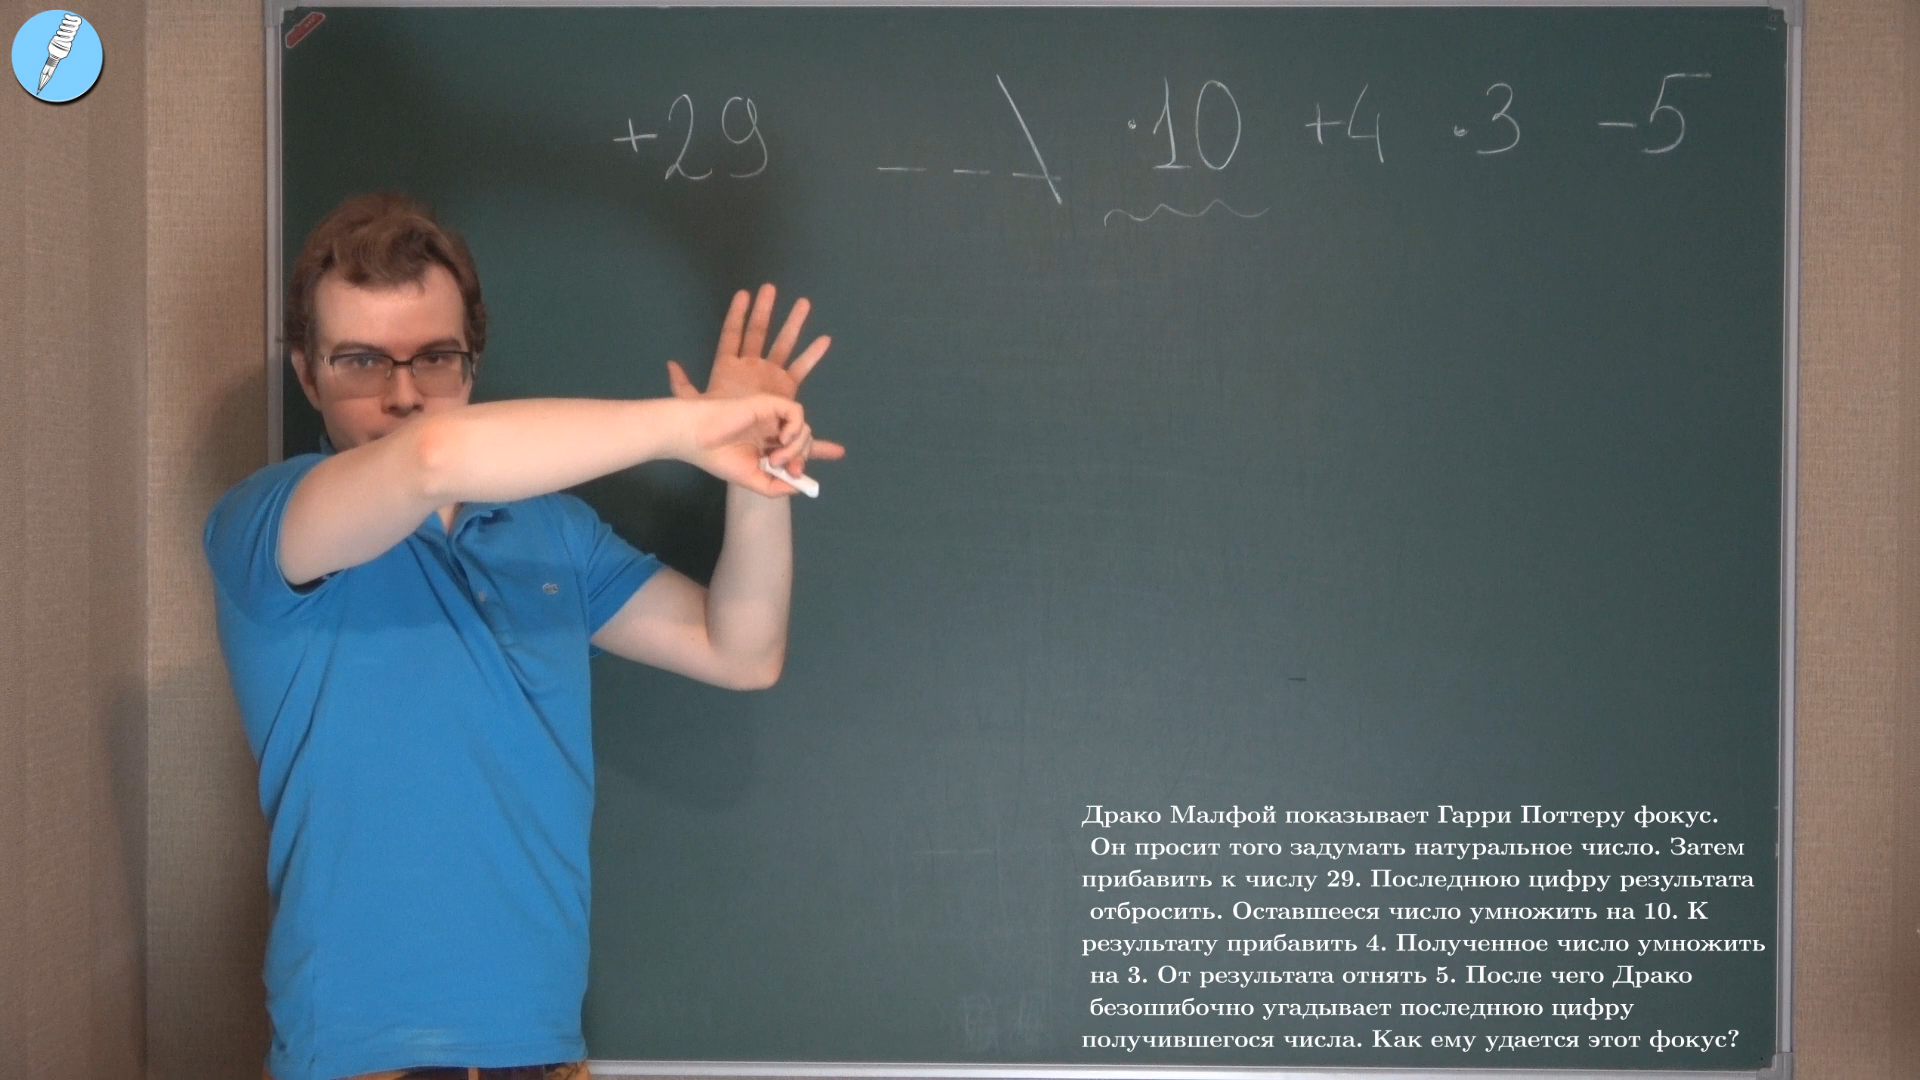 +29 _ _ _ \ ·10 +4 ·3 -5
Драко Малфой показывает Гарри Поттеру фокус.
Он просит того задумать натуральное число. Затем
прибавить к числу 29. Последнюю цифру результата
отбросить. Оставшееся число умножить на 10. К
результату прибавить 4. Полученное число умножить
на 3. От результата отнять 5. После чего Драко
безошибочно угадывает последнюю цифру
получившегося числа. Как ему удается этот фокус?